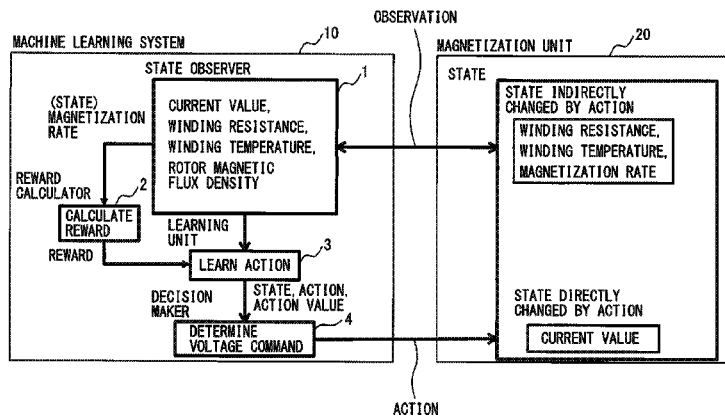 OBSERVATION
10
MACHINE LEARNING SYSTEM
20
MAGNETIZATION UNIT
STATE OBSERVER
1
CURRENT VALUE,
WINDING RESISTANCE,
WINDING TEMPERATURE,
ROTOR MAGNETIC
FLUX DENSITY
(STATE)
MAGNETIZATION
RATE
REWARD
CALCULATOR
2
CALCULATE
REWARD
REWARD
LEARNING
UNIT
3
LEARN ACTION
STATE, ACTION,
ACTION VALUE
DECISION
MAKER
4
DETERMINE
VOLTAGE COMMAND
STATE
STATE INDIRECTLY
CHANGED BY ACTION
WINDING RESISTANCE,
WINDING TEMPERATURE,
MAGNETIZATION RATE
STATE DIRECTLY
CHANGED BY ACTION
CURRENT VALUE
ACTION